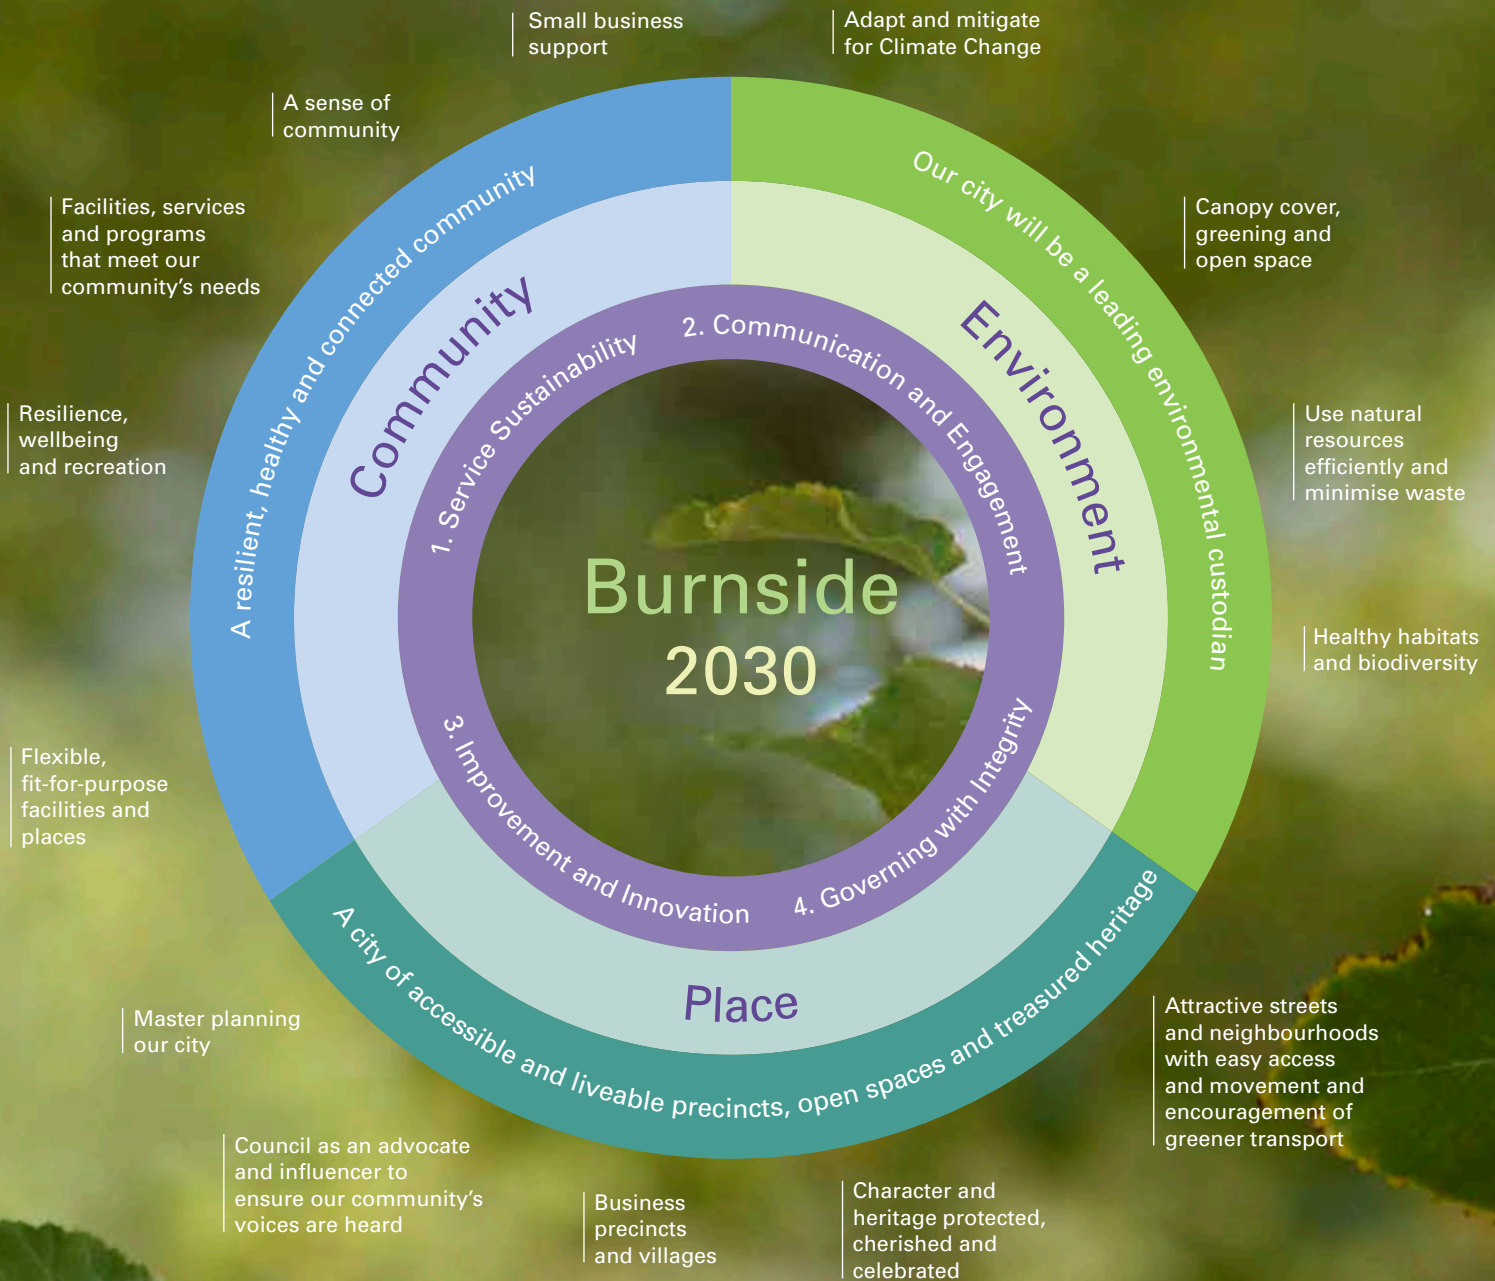 Small business
support
Adapt and mitigate
for Climate Change
A sense of
community
Canopy cover,
greening and
open space
Facilities, services
and programs
that meet our
community's needs
Use natural
resources
efficiently and
minimise waste
Resilience,
wellbeing
and recreation
Healthy habitats
and biodiversity
Flexible,
fit-for-purpose
facilities and
places
A resilient, healthy and connected community
Our city will be a leading environmental custodian
Community
Environment
1. Service Sustainability
2. Communication and Engagement
Burnside
2030
3. Improvement and Innovation
4. Governing with Integrity
Place
A city of accessible and liveable precincts, open spaces and treasured heritage
Master planning
our city
Attractive streets
and neighbourhoods
with easy access
and movement and
encouragement of
greener transport
Council as an advocate
and influencer to
ensure our community's
voices are heard
Business
precincts
and villages
Character and
heritage protected,
cherished and
celebrated